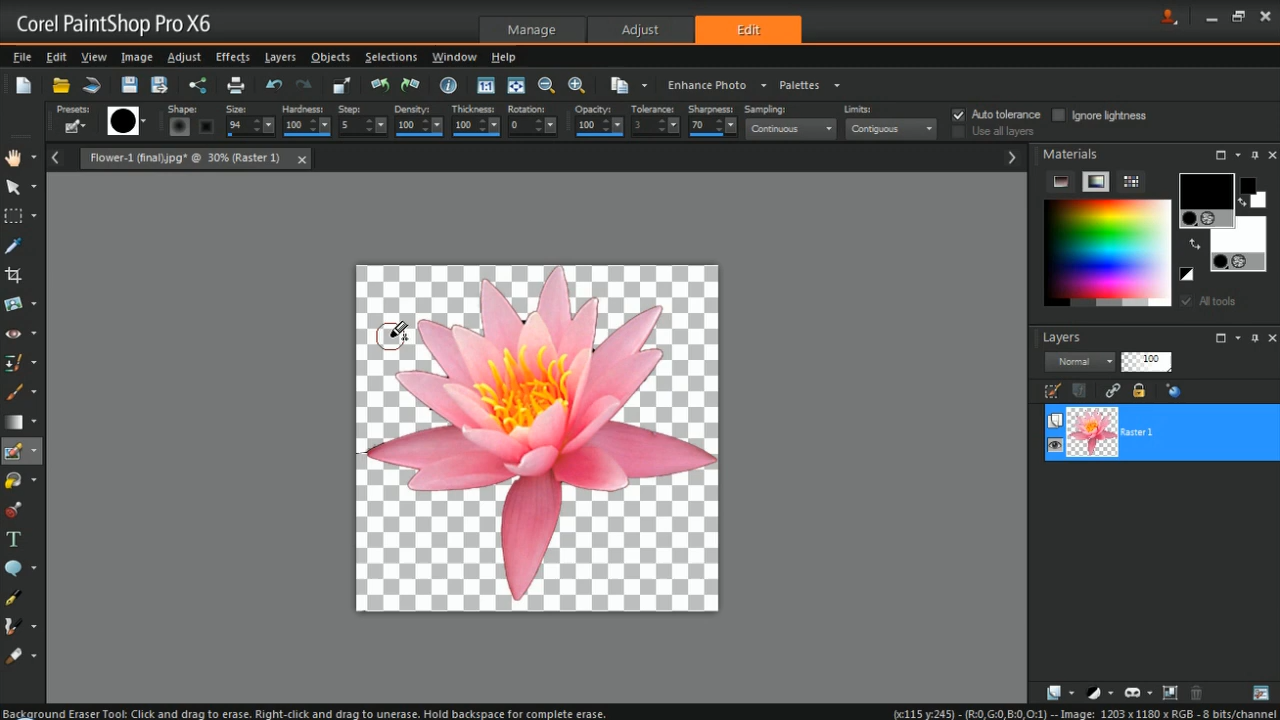 Corel PaintShop Pro X6
Manage
Adjust
Edit
File Edit View Image Adjust Effects Layers Objects Selections Window Help
Enhance Photo
Palettes
Presets: Shape: Size: Hardness: Step: Density: Thickness: Rotation: Opacity: Tolerance: Sharpness: Sampling: Limits:
94 100 5 100 100 0 100 3 70 Continuous Contiguous
Auto tolerance
Ignore lightness
Use all layers
Flower-1 (final).jpg* @ 30% (Raster 1)
Materials
All tools
Layers
Normal
100
Raster 1
Background Eraser Tool: Click and drag to erase. Right-click and drag to unerase. Hold backspace for complete erase.
(x:115 y:245) - (R:0,G:0,B:0,O:1) -- Image: 1203 x 1180 x RGB - 8 bits/channel